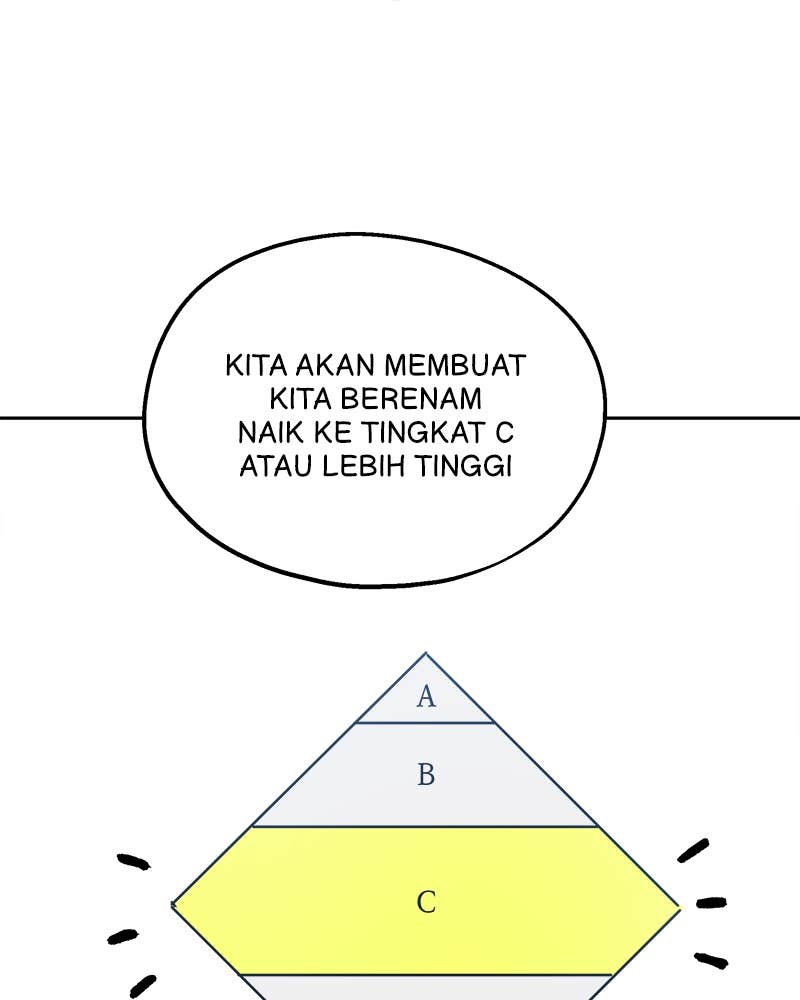 KITA AKAN MEMBUAT
KITA BERENAM
NAIK KE TINGKAT C
ATAU LEBIH TINGGI
A
B
C